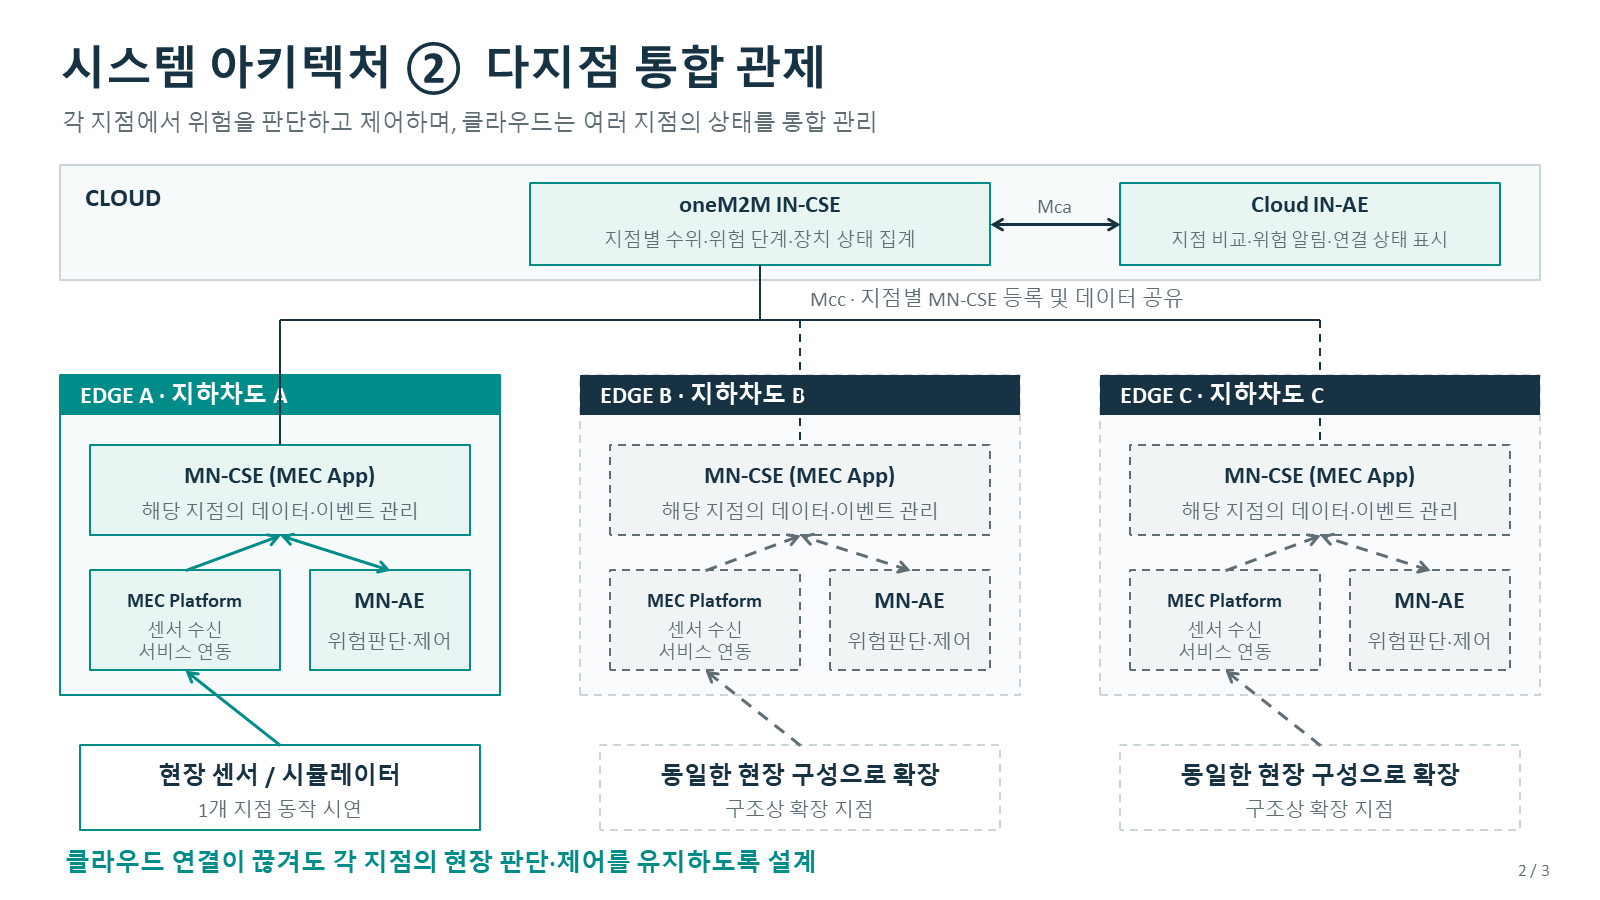 시스템 아키텍처 ② 다지점 통합 관제
각 지점에서 위험을 판단하고 제어하며, 클라우드는 여러 지점의 상태를 통합 관리
CLOUD
oneM2M IN-CSE
지점별 수위·위험 단계·장치 상태 집계
Mca
Cloud IN-AE
지점 비교·위험 알림·연결 상태 표시
Mcc · 지점별 MN-CSE 등록 및 데이터 공유
EDGE A · 지하차도 A
MN-CSE (MEC App)
해당 지점의 데이터·이벤트 관리
MEC Platform
센서 수신
서비스 연동
MN-AE
위험판단·제어
현장 센서 / 시뮬레이터
1개 지점 동작 시연
EDGE B · 지하차도 B
MN-CSE (MEC App)
해당 지점의 데이터·이벤트 관리
MEC Platform
센서 수신
서비스 연동
MN-AE
위험판단·제어
동일한 현장 구성으로 확장
구조상 확장 지점
EDGE C · 지하차도 C
MN-CSE (MEC App)
해당 지점의 데이터·이벤트 관리
MEC Platform
센서 수신
서비스 연동
MN-AE
위험판단·제어
동일한 현장 구성으로 확장
구조상 확장 지점
클라우드 연결이 끊겨도 각 지점의 현장 판단·제어를 유지하도록 설계
2 / 3